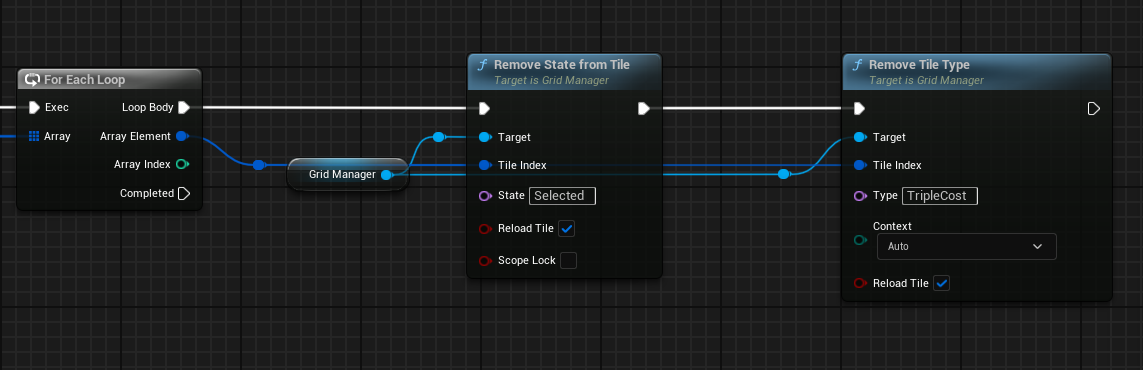 For Each Loop
Exec
Loop Body
Array
Array Element
Array Index
Completed
Grid Manager
Remove State from Tile
Target is Grid Manager
Target
Tile Index
State
Selected
Reload Tile
Scope Lock
Remove Tile Type
Target is Grid Manager
Target
Tile Index
Type
TripleCost
Context
Auto
Reload Tile